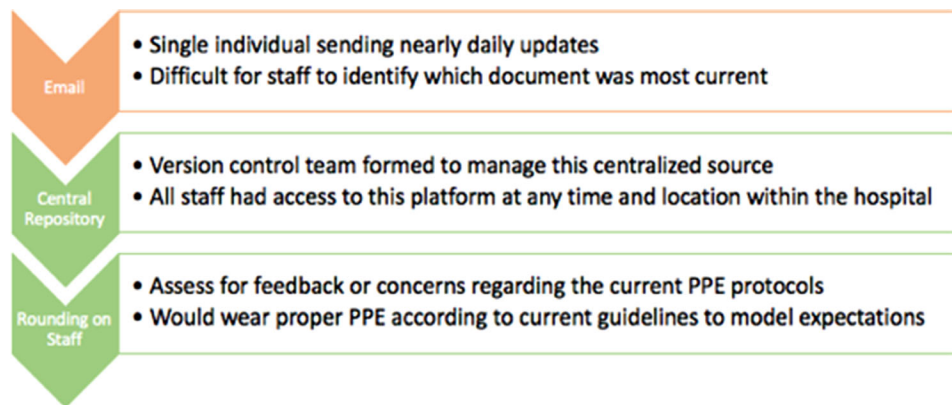 Email
• Single individual sending nearly daily updates
• Difficult for staff to identify which document was most current
Central
Repository
• Version control team formed to manage this centralized source
• All staff had access to this platform at any time and location within the hospital
Rounding on
Staff
• Assess for feedback or concerns regarding the current PPE protocols
• Would wear proper PPE according to current guidelines to model expectations